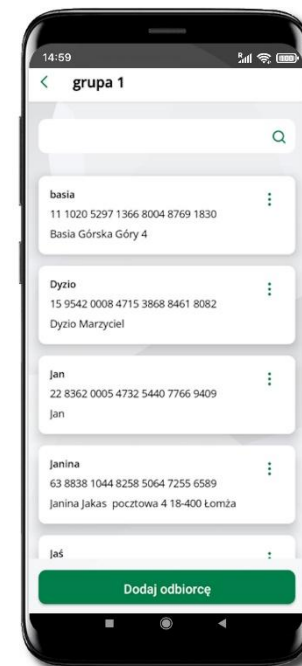 14:59
grupa 1
basia
11 1020 5297 1366 8004 8769 1830
Basia Górska Góry 4
Dyzio
15 9542 0008 4715 3868 8461 8082
Dyzio Marzyciel
Jan
22 8362 0005 4732 5440 7766 9409
Jan
Janina
63 8838 1044 8258 5064 7255 6589
Janina Jakas pocztowa 4 18-400 Łomża
Jaś
Dodaj odbiorcę